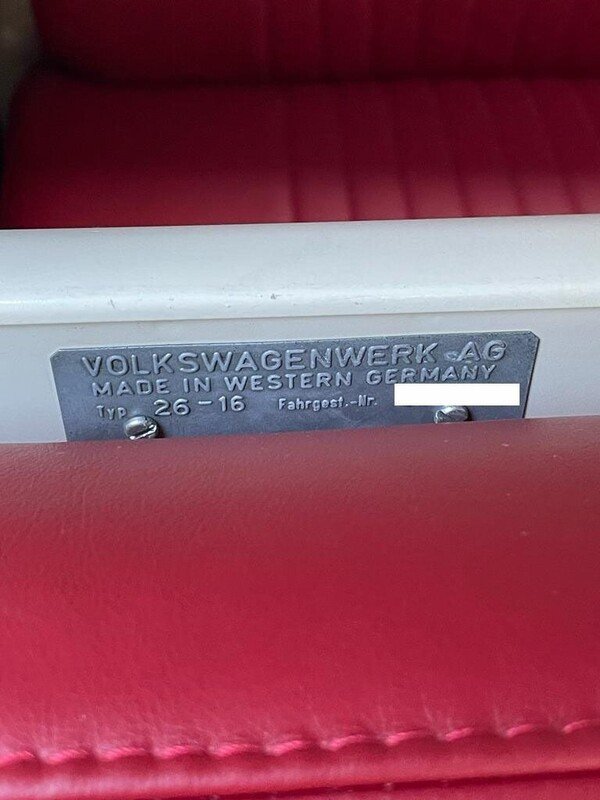 VOLKSWAGENWERK AG
MADE IN WESTERN GERMANY
Typ 26-16 Fahrgest.-Nr.